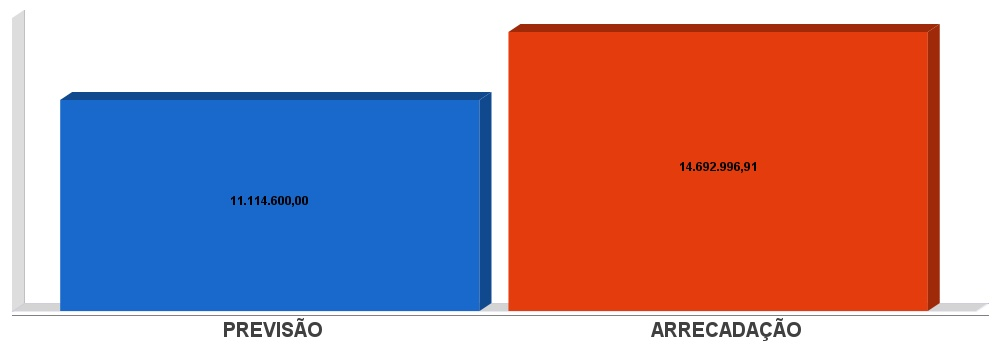 14.692.996,91
11.114.600,00
PREVISÃO
ARRECADAÇÃO